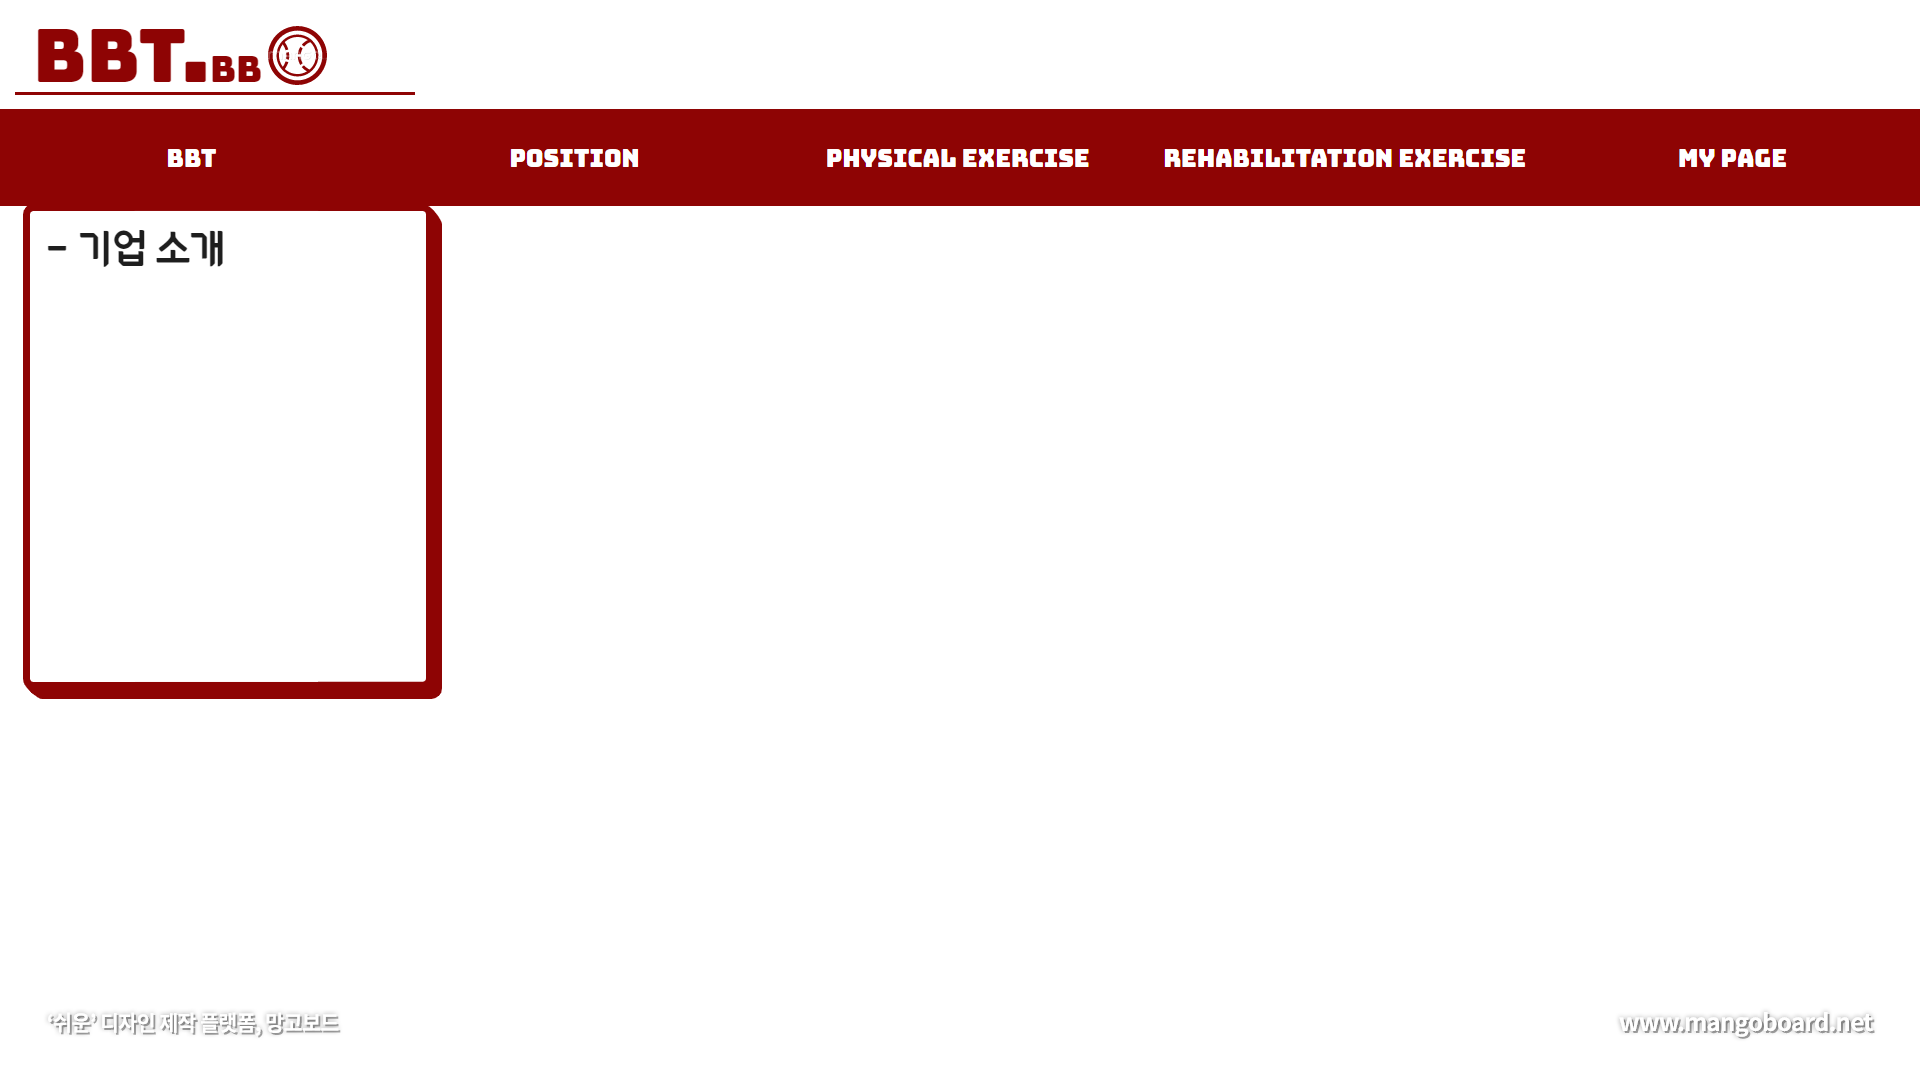 BBT.BB
BBT POSITION PHYSICAL EXERCISE REHABILITATION EXERCISE MY PAGE
- 기업 소개
'쉬운' 디자인 제작 플랫폼, 망고보드 www.mangoboard.net